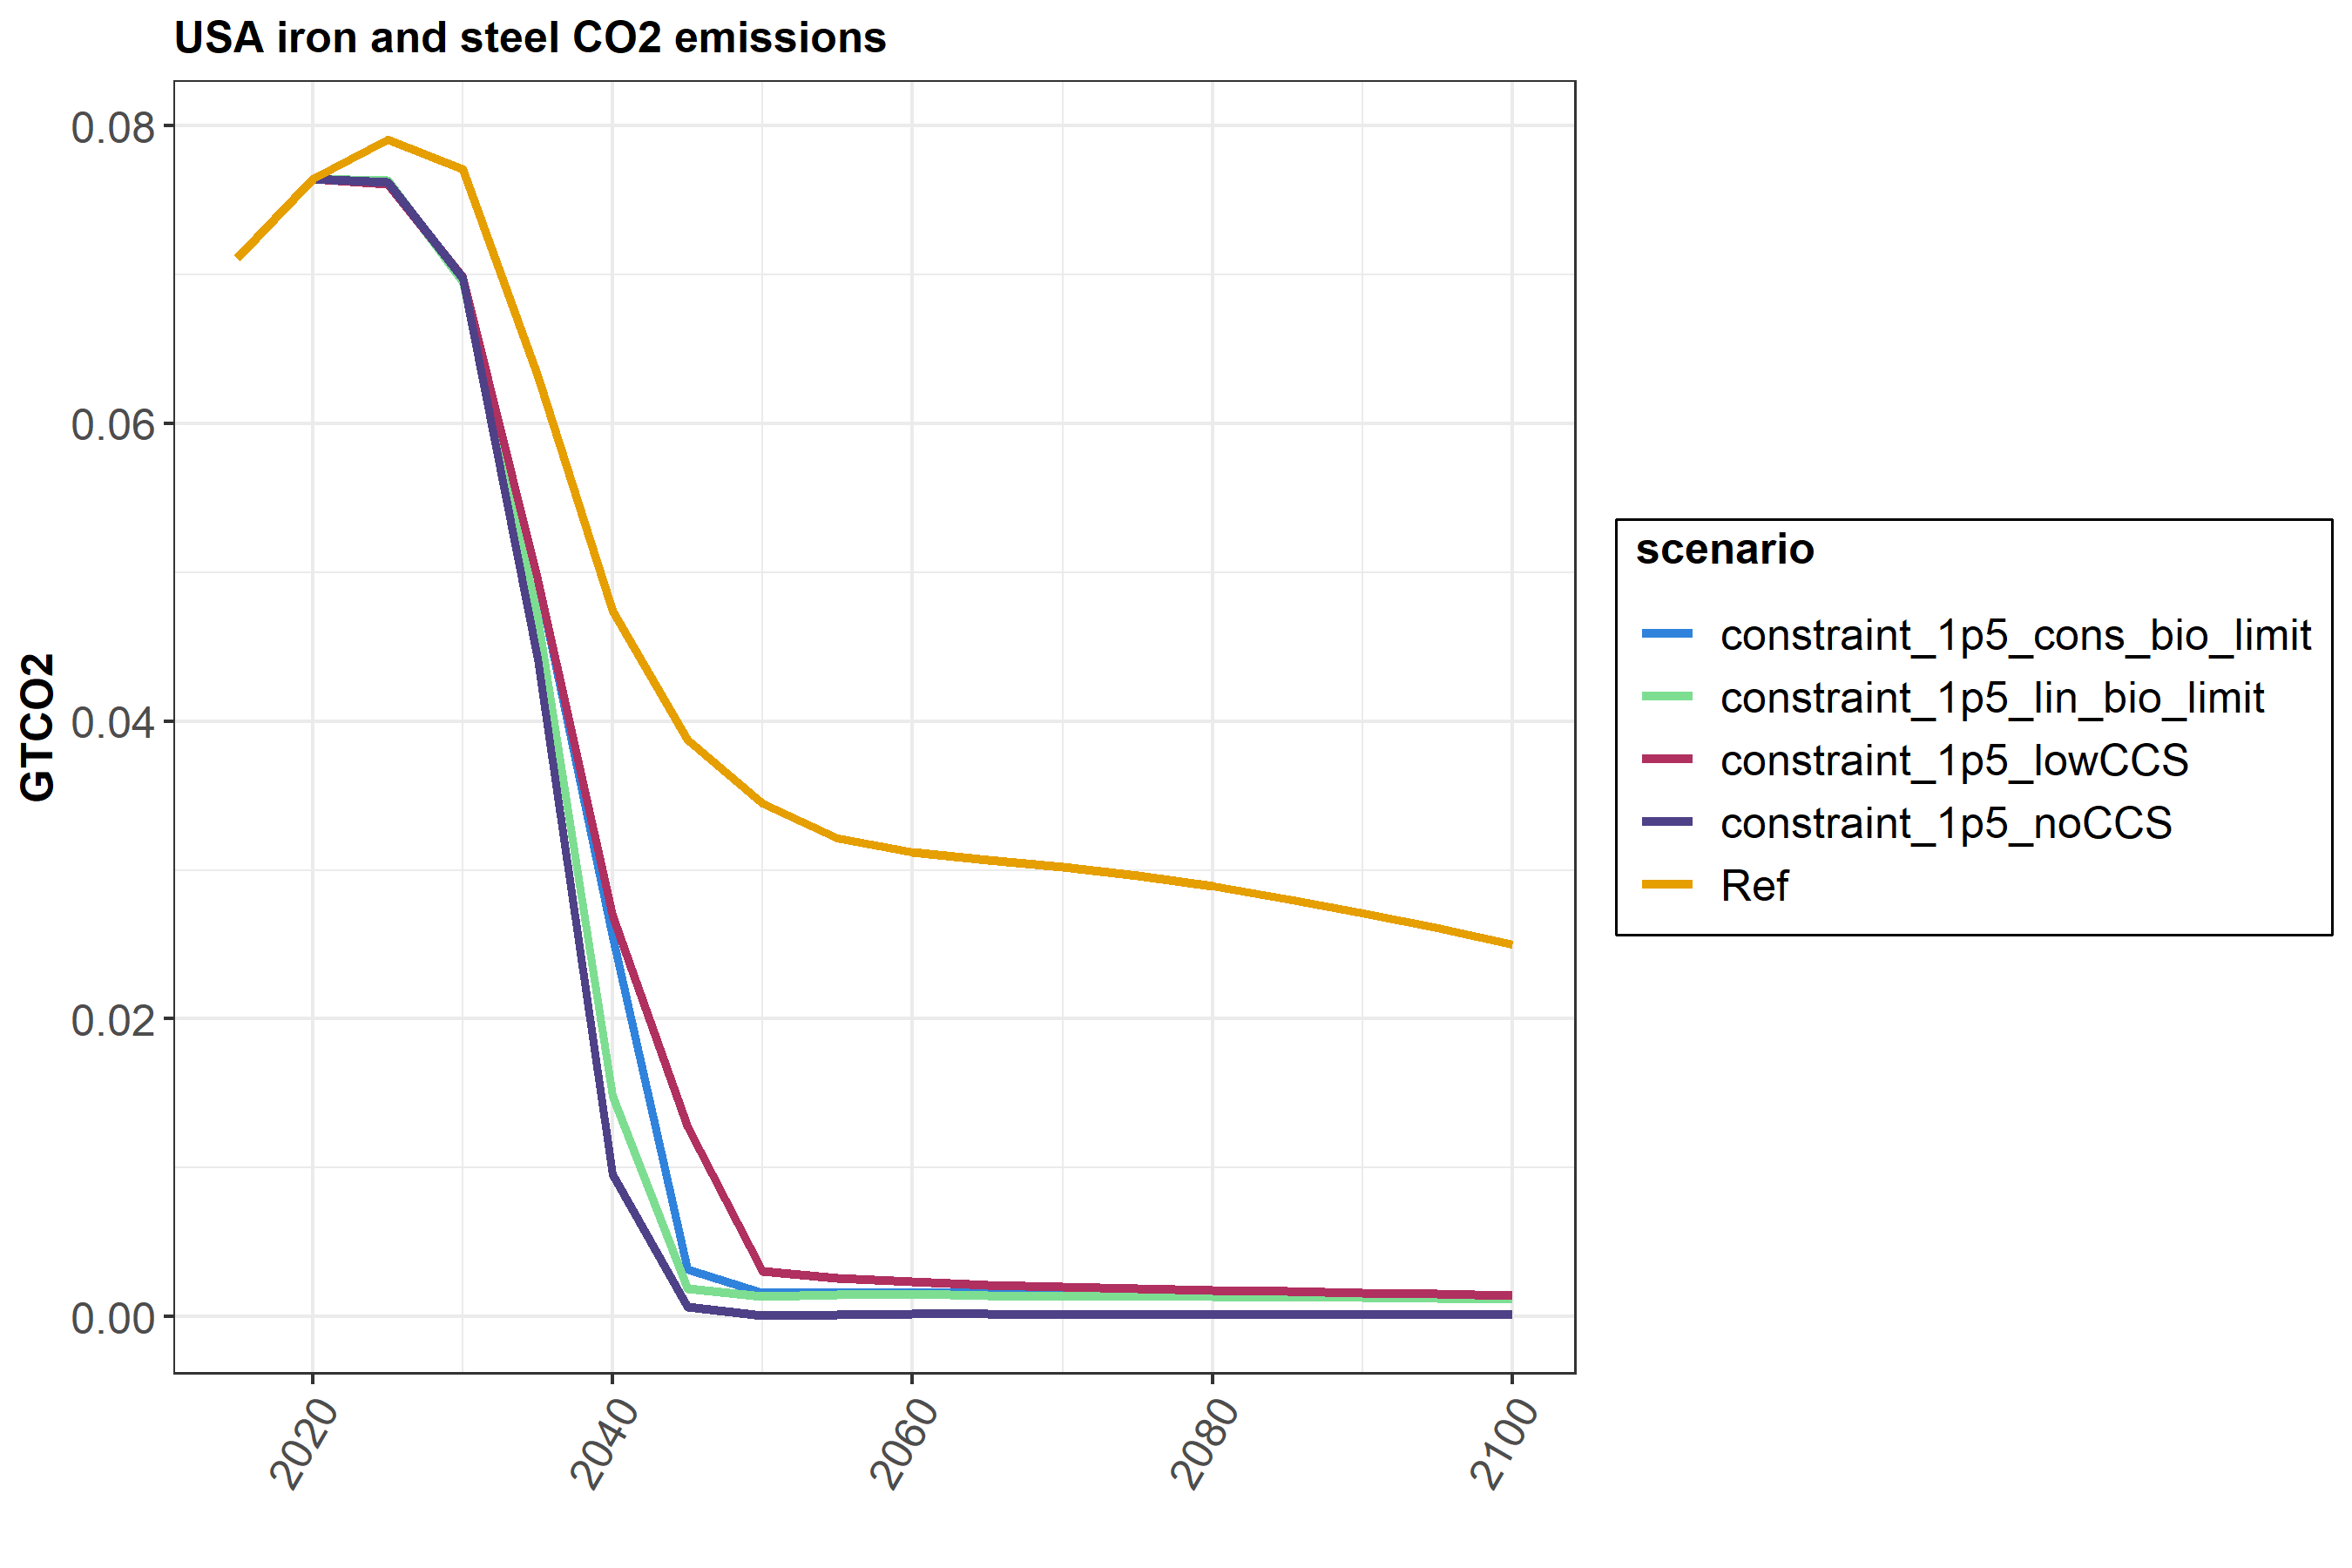 USA iron and steel CO2 emissions
GTCO2
0.08
0.06
0.04
0.02
0.00
2020
2040
2060
2080
2100
scenario
constraint_1p5_cons_bio_limit
constraint_1p5_lin_bio_limit
constraint_1p5_lowCCS
constraint_1p5_noCCS
Ref